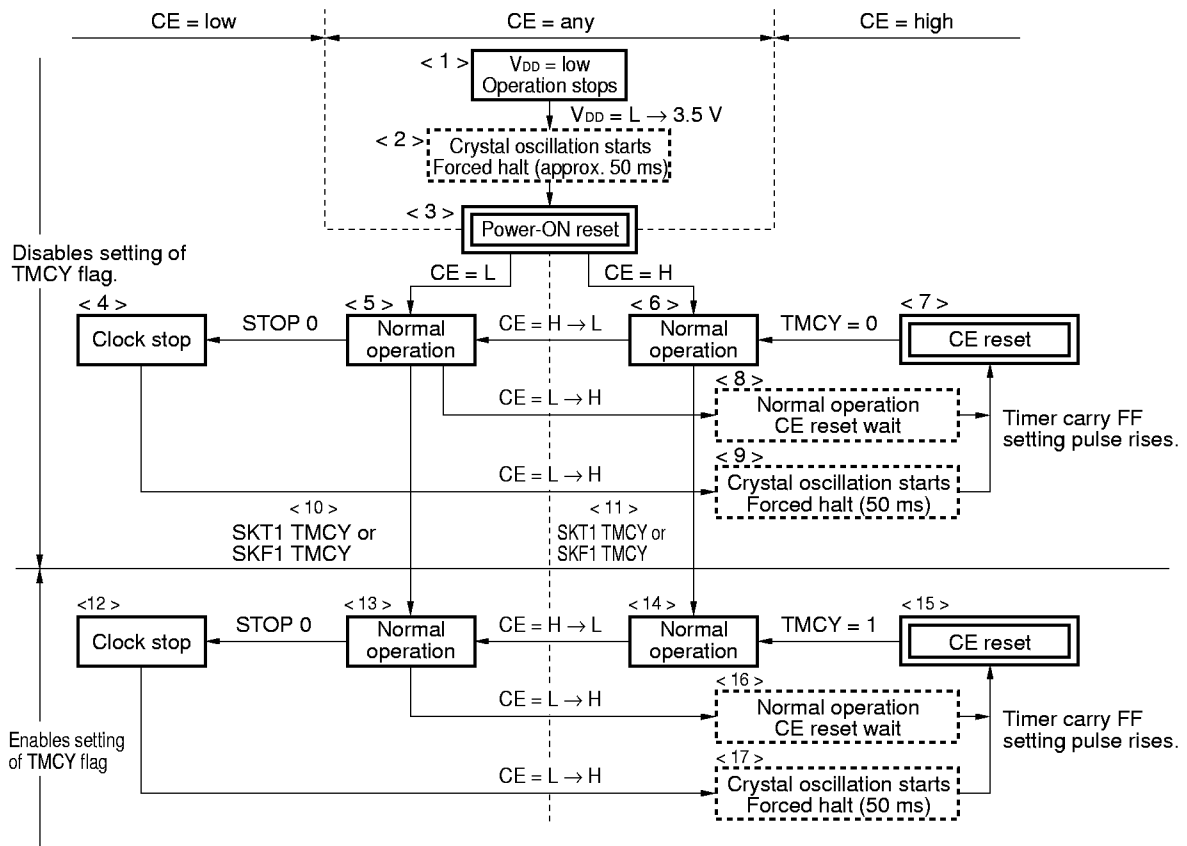 CE = low
CE = any
CE = high
< 1 >
VDD = low
Operation stops
VDD = L → 3.5 V
< 2 >
Crystal oscillation starts
Forced halt (approx. 50 ms)
< 3 >
Power-ON reset
Disables setting of
TMCY flag.
CE = L
CE = H
< 4 >
Clock stop
STOP 0
< 5 >
Normal
operation
CE = H → L
< 6 >
Normal
operation
TMCY = 0
< 7 >
CE reset
CE = L → H
< 8 >
Normal operation
CE reset wait
Timer carry FF
setting pulse rises.
CE = L → H
< 9 >
Crystal oscillation starts
Forced halt (50 ms)
< 10 >
SKT1 TMCY or
SKF1 TMCY
< 11 >
SKT1 TMCY or
SKF1 TMCY
<12 >
Clock stop
STOP 0
< 13 >
Normal
operation
CE = H → L
< 14 >
Normal
operation
TMCY = 1
< 15 >
CE reset
CE = L → H
< 16 >
Normal operation
CE reset wait
Timer carry FF
setting pulse rises.
Enables setting
of TMCY flag
CE = L → H
< 17 >
Crystal oscillation starts
Forced halt (50 ms)